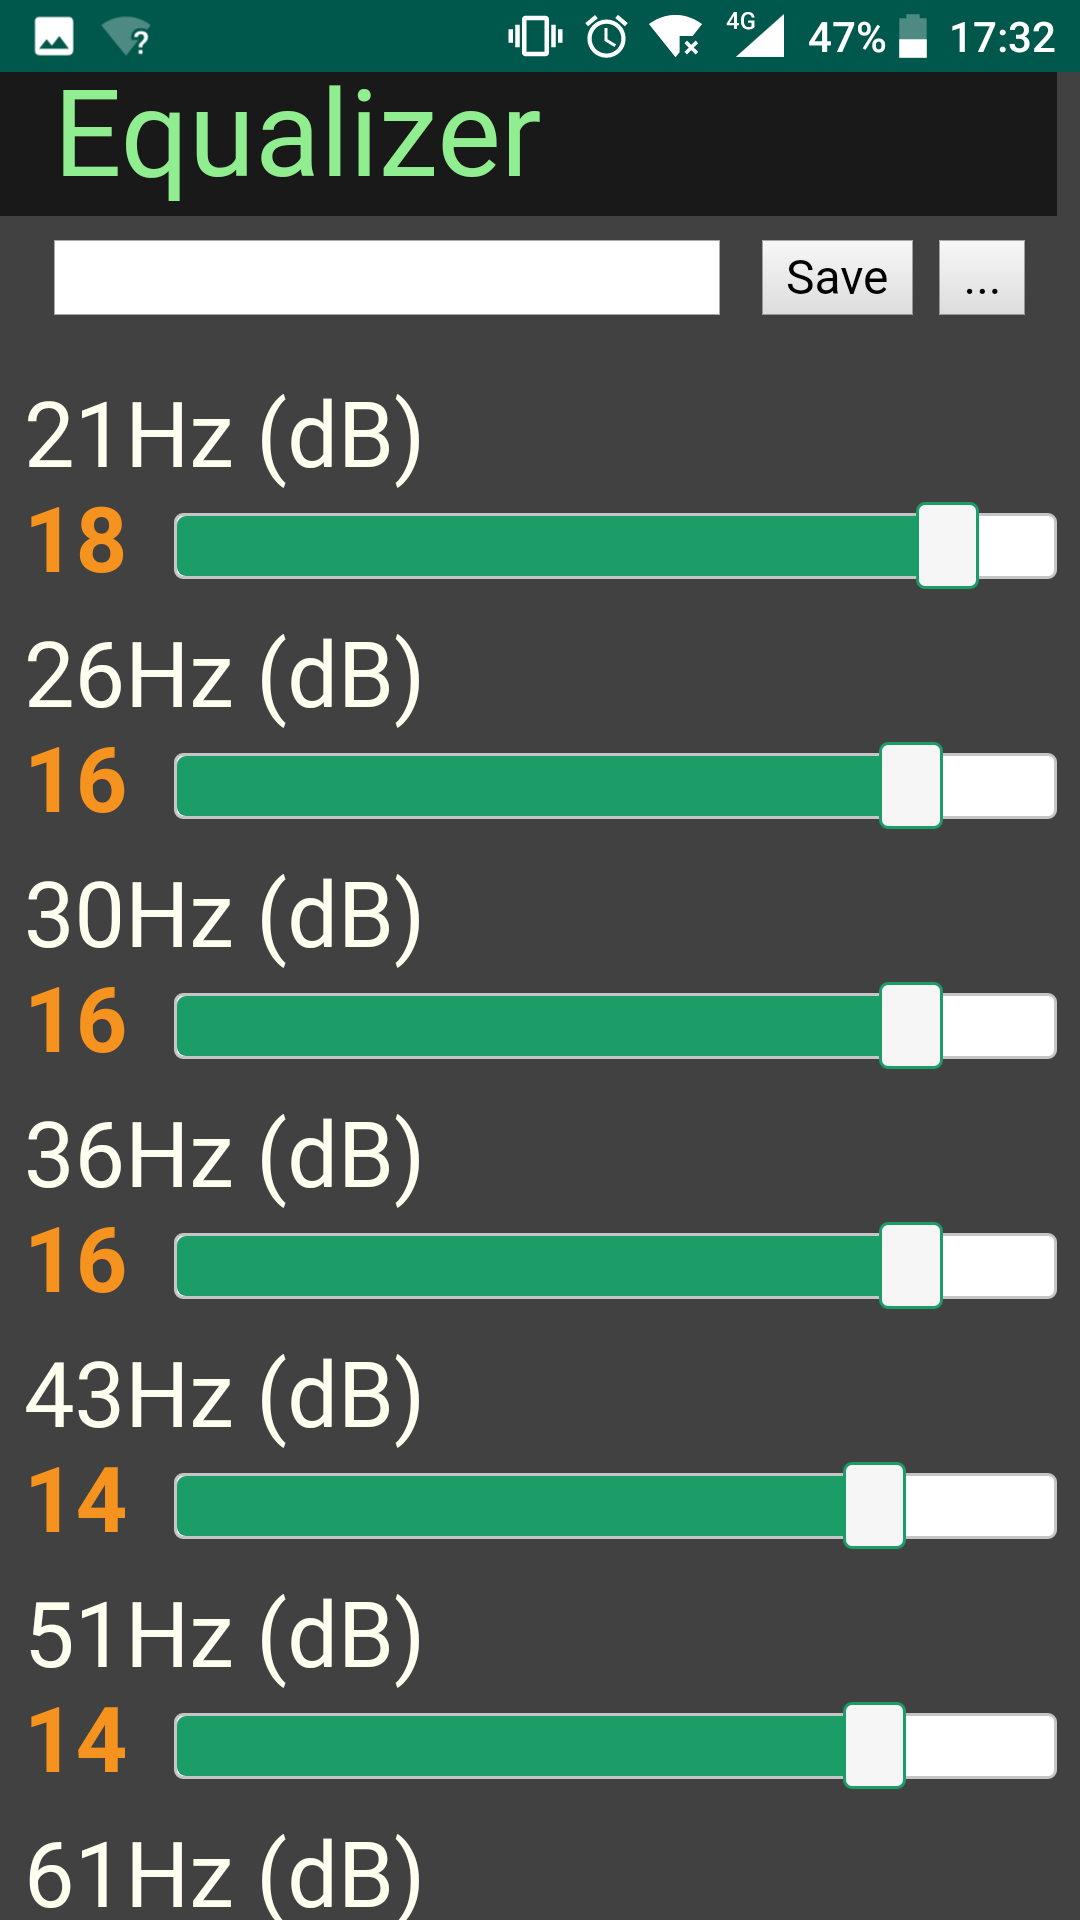 ? 4G 47% 17:32
Equalizer
Save ...
21Hz (dB)
18
26Hz (dB)
16
30Hz (dB)
16
36Hz (dB)
16
43Hz (dB)
14
51Hz (dB)
14
61Hz (dB)